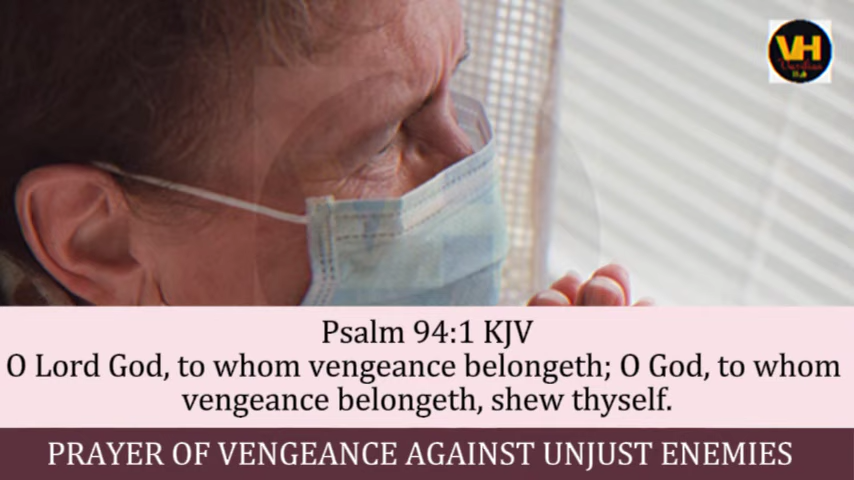 VH
Psalm 94:1 KJV
O Lord God, to whom vengeance belongeth; O God, to whom
vengeance belongeth, shew thyself.
PRAYER OF VENGEANCE AGAINST UNJUST ENEMIES